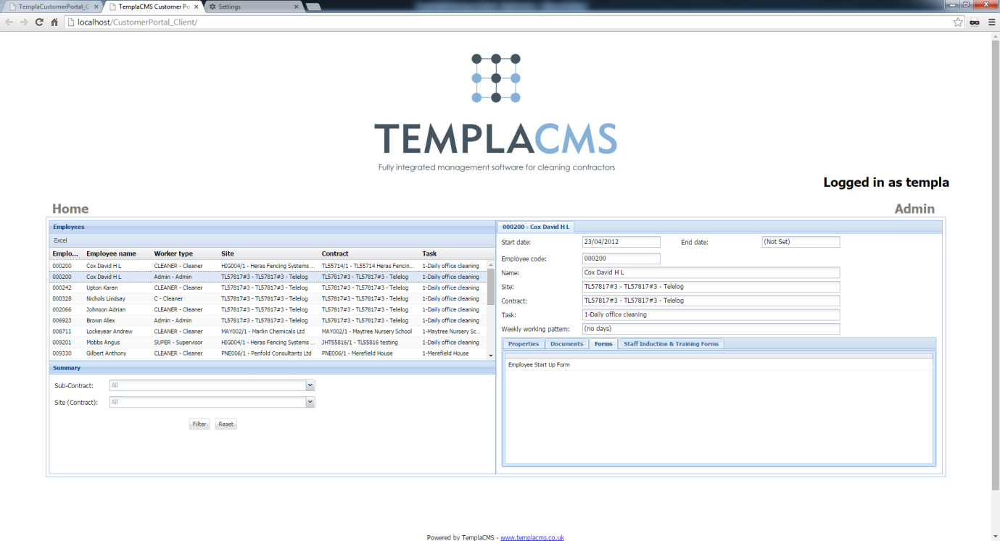 TemplaCustomerPortal_C
TemplaCMS Customer Po
Settings
localhost/CustomerPortal_Client/
TEMPLACMS
Fully integrated management software for cleaning contractors
Logged in as templa
Home Admin
Employees
Excel
Emplo... Employee name Worker type Site Contract Task
000200 Cox David H L CLEANER - Cleaner HIG004/1 - Heras Fencing Systems ... TL55714/1 - TL55714 Heras Fencin... 1-Daily office cleaning
000200 Cox David H L Admin - Admin TL57817#3 - TL57817#3 - Telelog TL57817#3 - TL57817#3 - Telelog 1-Daily office cleaning
000242 Upton Karen CLEANER - Cleaner TL57817#3 - TL57817#3 - Telelog TL57817#3 - TL57817#3 - Telelog 1-Daily office cleaning
000328 Nichols Lindsay C - Cleaner TL57817#3 - TL57817#3 - Telelog TL57817#3 - TL57817#3 - Telelog 1-Daily office cleaning
002066 Johnson Adrian CLEANER - Cleaner TL57817#3 - TL57817#3 - Telelog TL57817#3 - TL57817#3 - Telelog 1-Daily office cleaning
006923 Brown Alex Admin - Admin TL57817#3 - TL57817#3 - Telelog TL57817#3 - TL57817#3 - Telelog 1-Daily office cleaning
008711 Lockeyear Andrew CLEANER - Cleaner MAY002/1 - Marlin Chemicals Ltd MAY002/1 - Maytree Nursery School 1-Maytree Nursery Sc...
009201 Mobbs Angus SUPER - Supervisor HIG004/1 - Heras Fencing Systems ... JHT55816/1 - TL55816 testing 1-Daily office cleaning
009330 Gilbert Anthony CLEANER - Cleaner PNE006/1 - Penfold Consultants Ltd PNE006/1 - Merefield House 1-Merefield House
Summary
Sub-Contract: All
Site (Contract): All
Filter Reset
000200 - Cox David H L
Start date: 23/04/2012 End date: (Not Set)
Employee code: 000200
Name: Cox David H L
Site: TL57817#3 - TL57817#3 - Telelog
Contract: TL57817#3 - TL57817#3 - Telelog
Task: 1-Daily office cleaning
Weekly working pattern: (no days)
Properties Documents Forms Staff Induction & Training Forms
Employee Start Up Form
Powered by TemplaCMS - www.templacms.co.uk